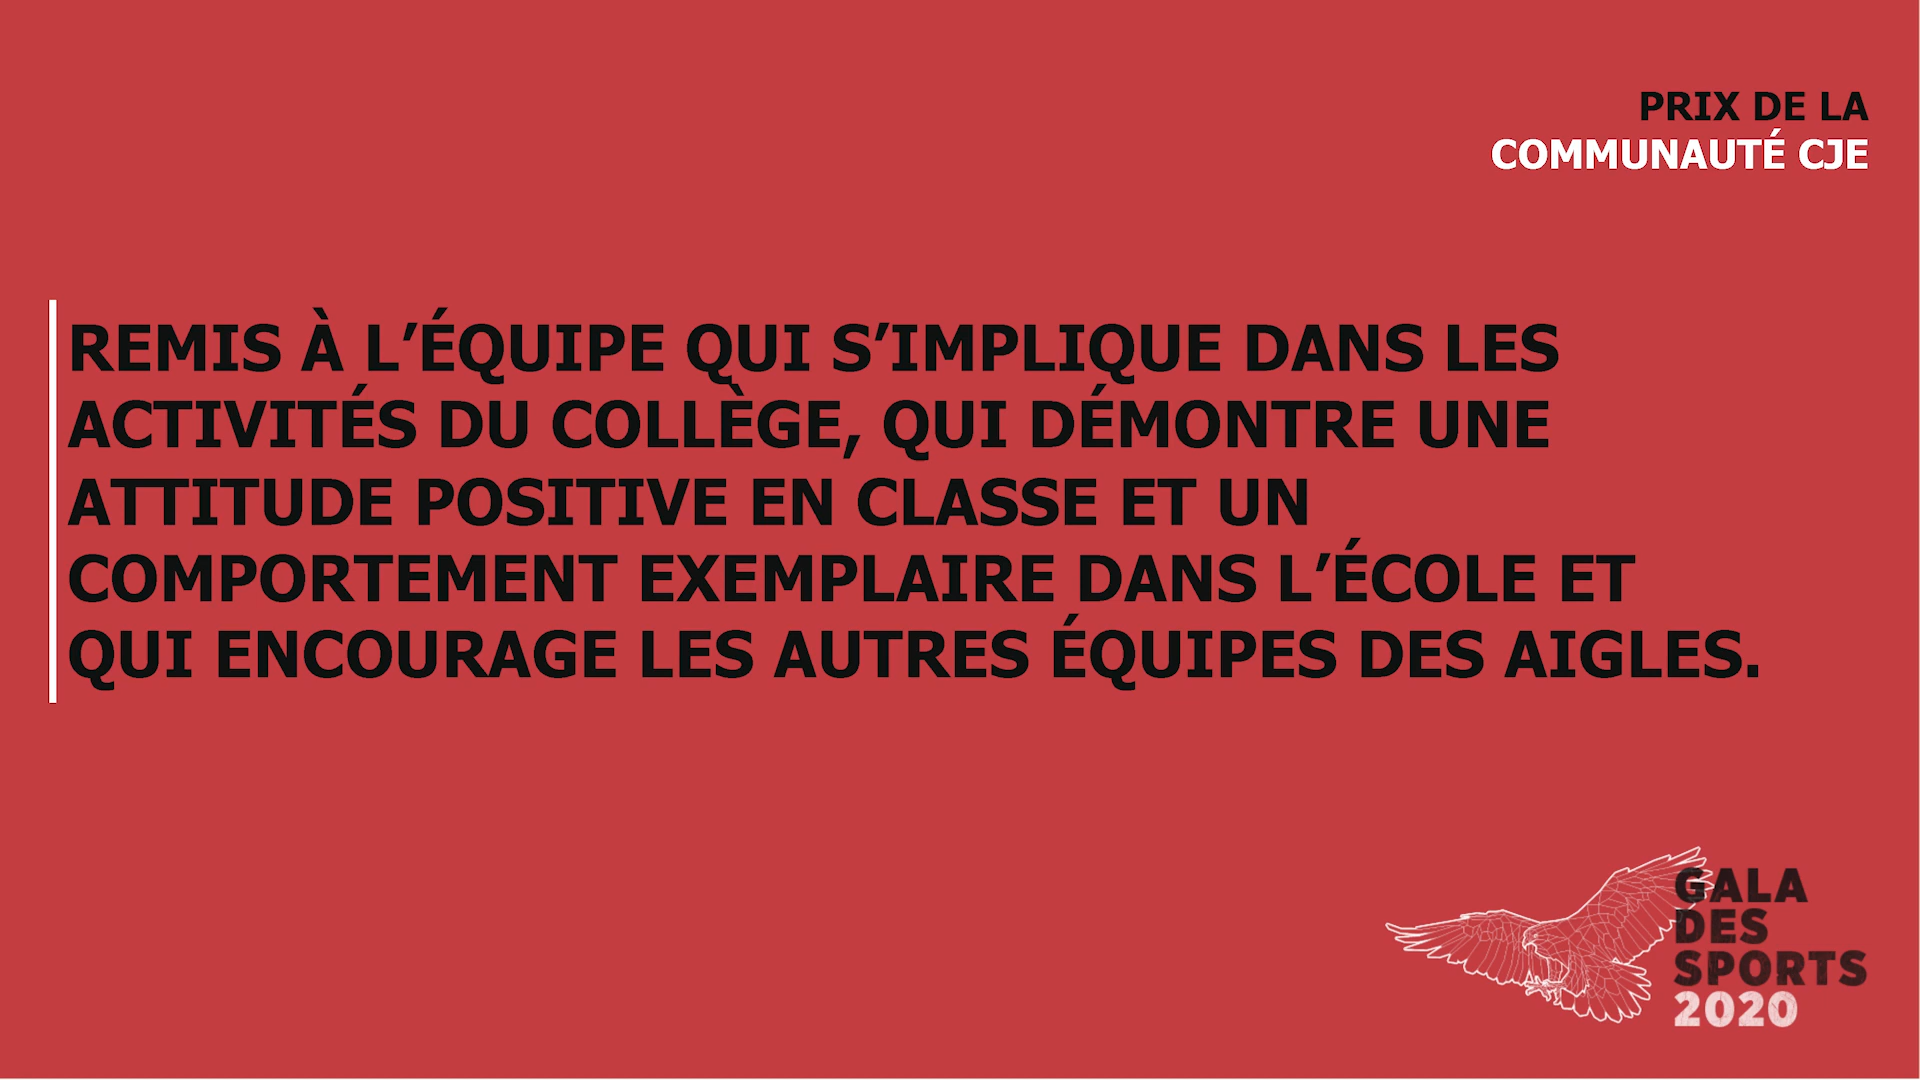 PRIX DE LA
COMMUNAUTÉ CJE
REMIS À L’ÉQUIPE QUI S’IMPLIQUE DANS LES
ACTIVITÉS DU COLLÈGE, QUI DÉMONTRE UNE
ATTITUDE POSITIVE EN CLASSE ET UN
COMPORTEMENT EXEMPLAIRE DANS L’ÉCOLE ET
QUI ENCOURAGE LES AUTRES ÉQUIPES DES AIGLES.
GALA
DES
SPORTS
2020